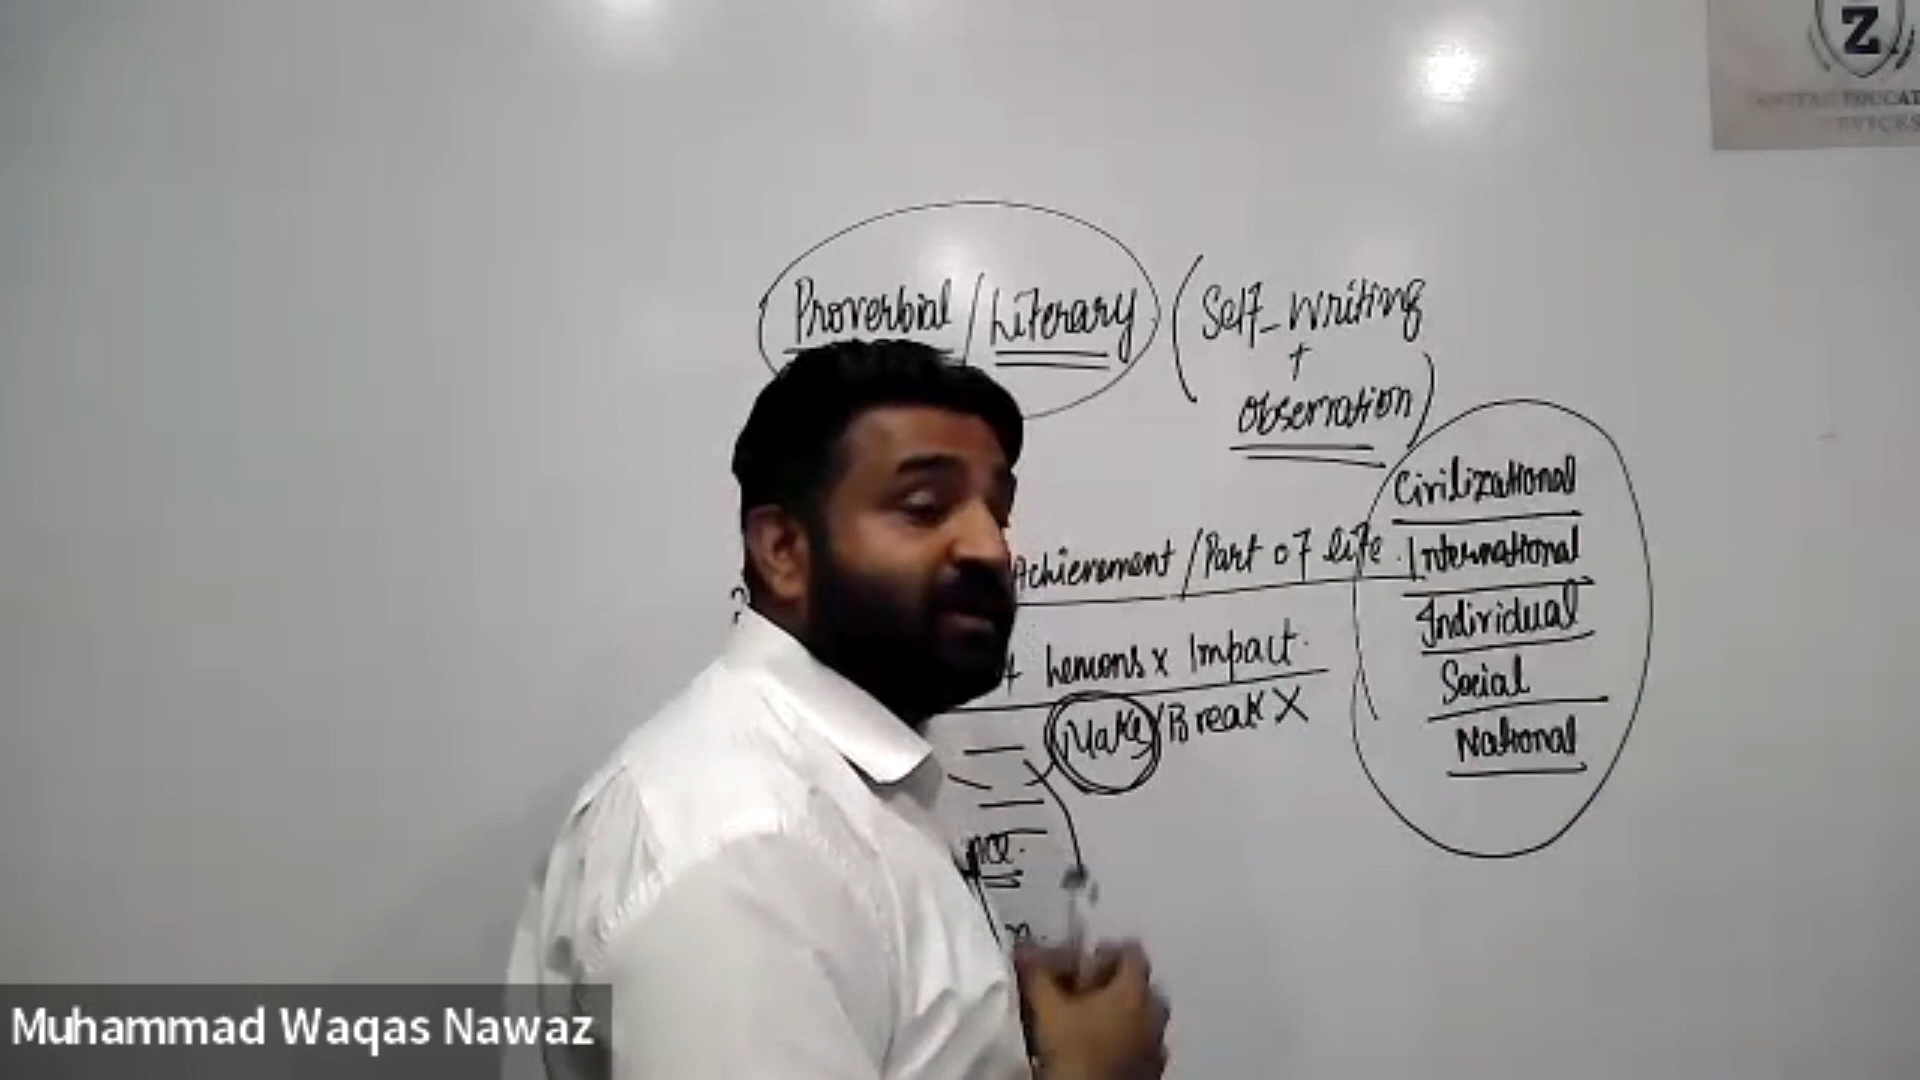 Z
EDUCAT
Proverbial / Literary (Self-Writing
+
Observation)
Civilizational
Achievement / Part of life.
International
Individual
Lemons x Impact.
Social
Make / Break X
National
Muhammad Waqas Nawaz